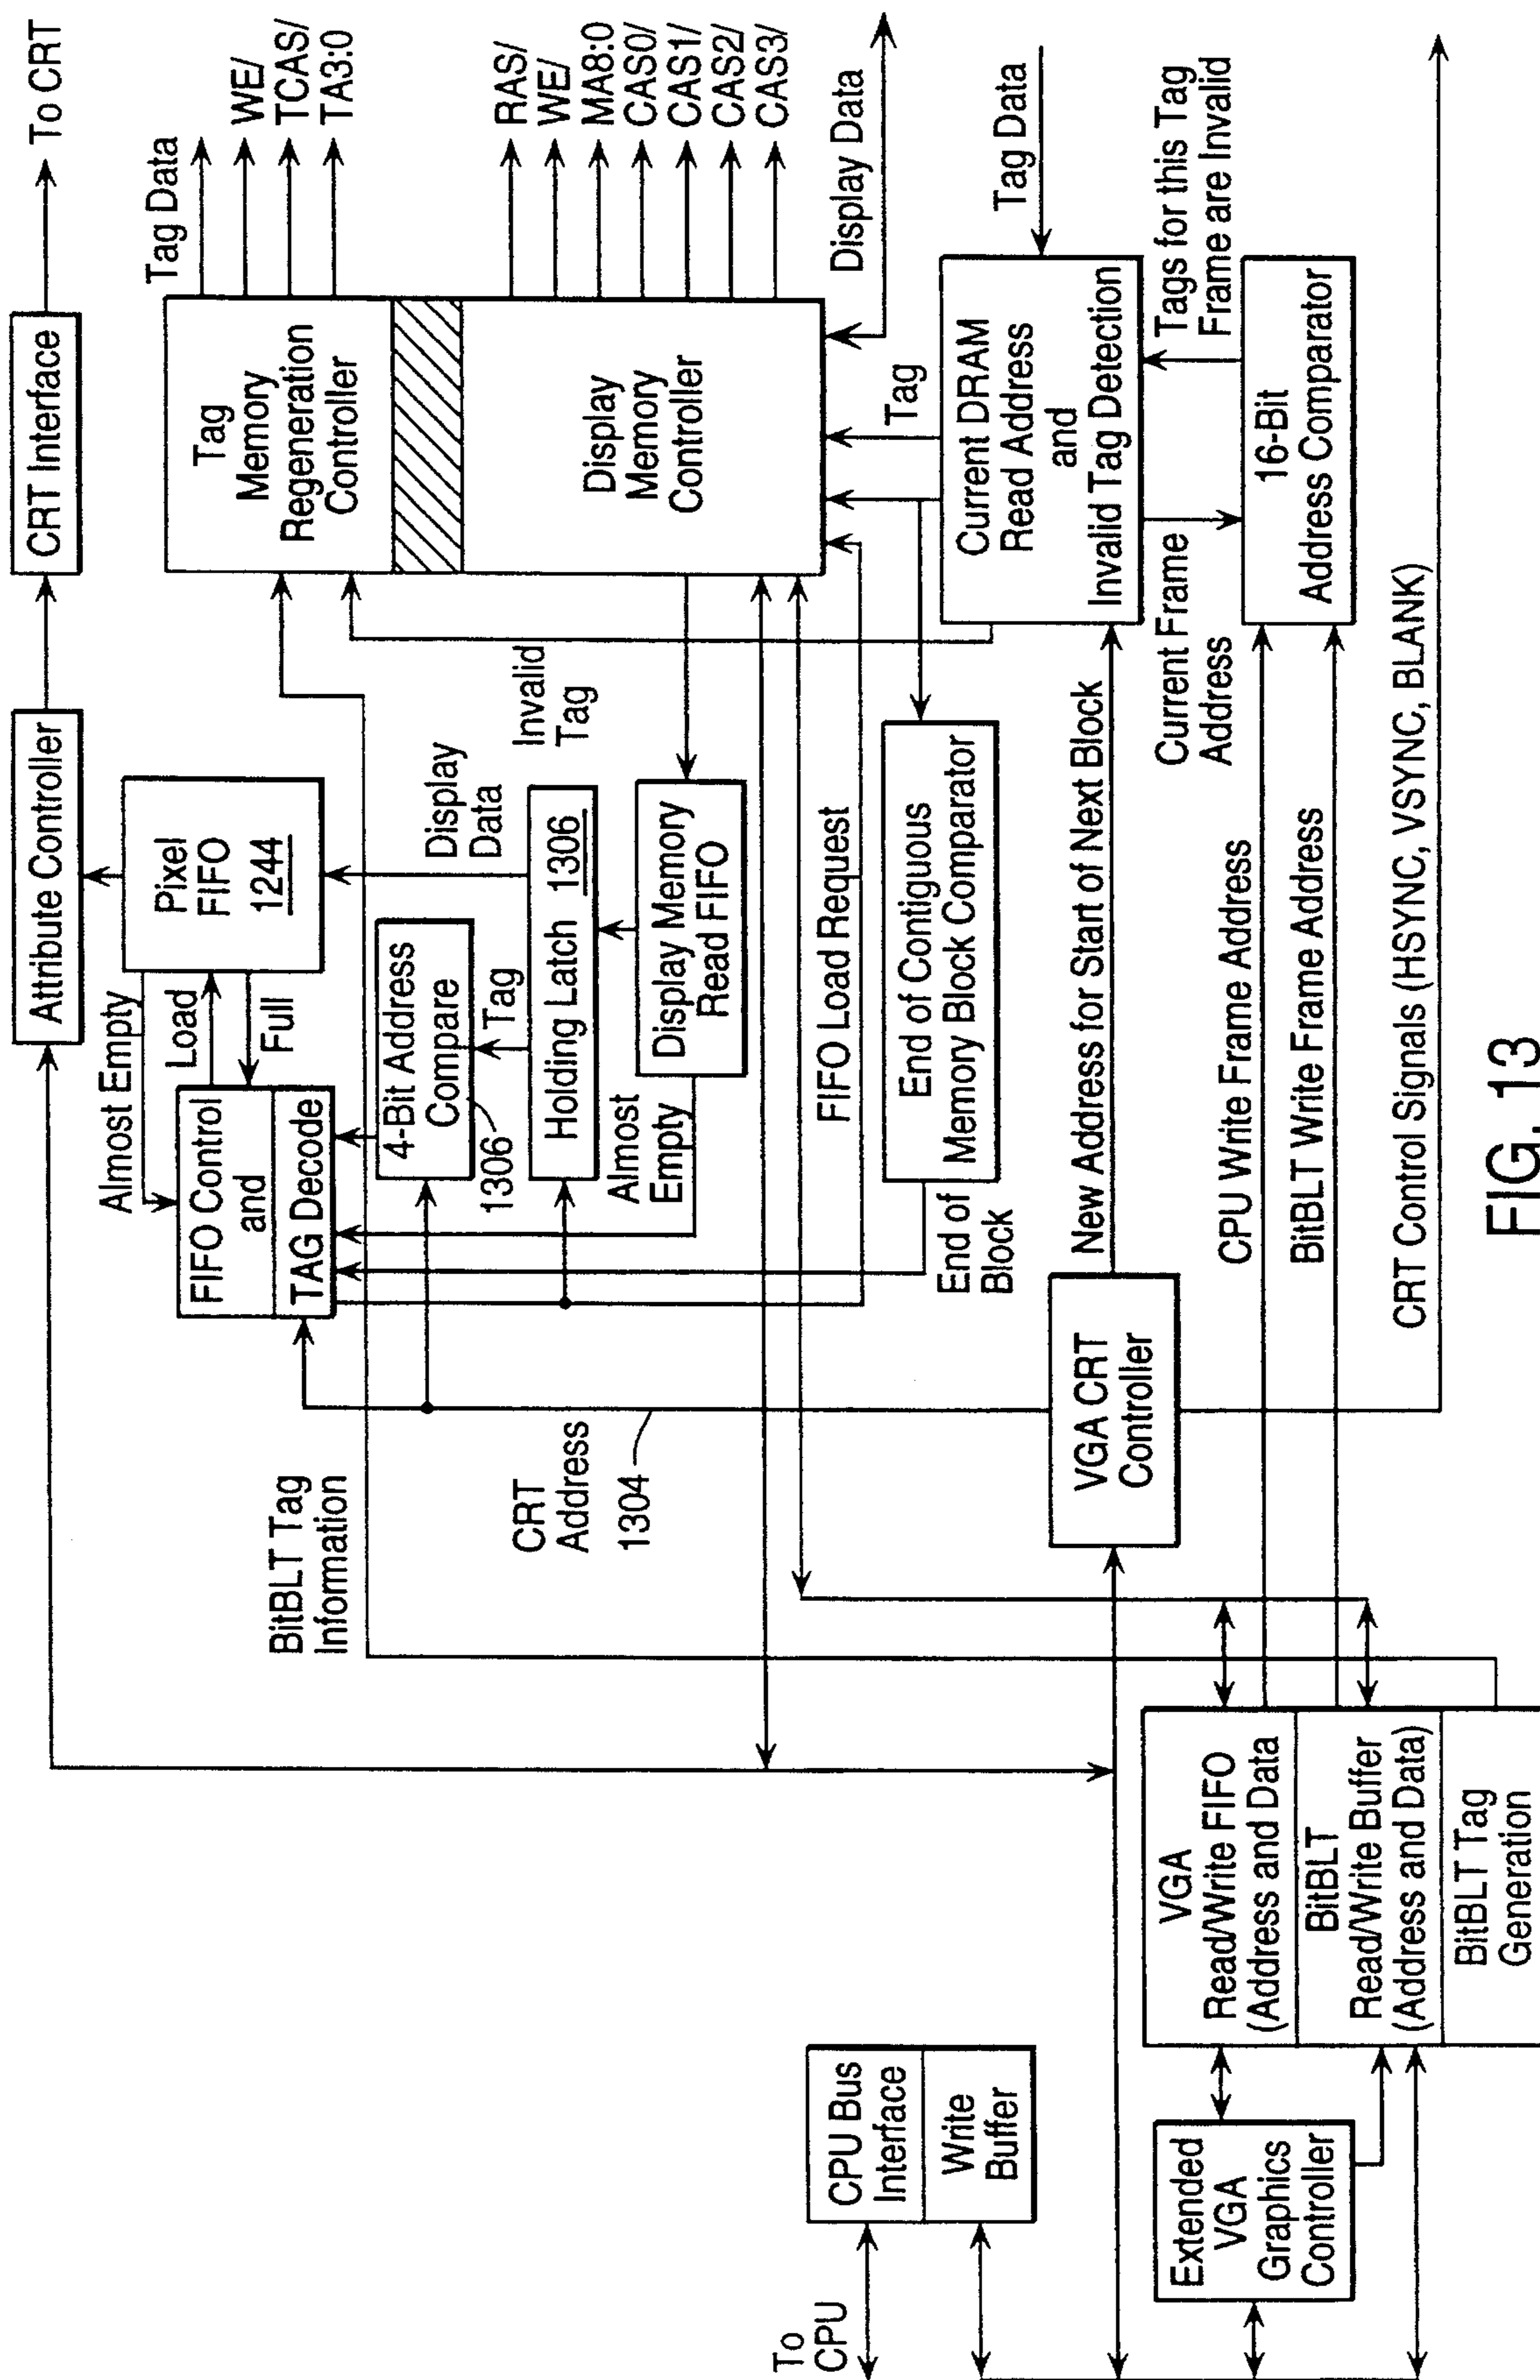 To CRT
CRT Interface
Attribute Controller
Tag Data
WE/
TCAS/
TA3:0
RAS/
WE/
MA8:0
CAS0/
CAS1/
CAS2/
CAS3/
Display Data
Tag Data
Tag
Memory
Regeneration
Controller
Display
Memory
Controller
Tag
Current DRAM
Read Address
and
Invalid Tag Detection
Tags for this Tag
Frame are Invalid
16-Bit
Address Comparator
Current Frame
Address
Pixel
FIFO
1244
Almost Empty
Load
Full
FIFO Control
and
TAG Decode
Display
Data
Invalid
Tag
4-Bit Address
Compare
1306
Tag
Holding Latch 1306
Display Memory
Read FIFO
Almost
Empty
FIFO Load Request
End of Contiguous
Memory Block Comparator
End of
Block
New Address for Start of Next Block
CPU Write Frame Address
BitBLT Write Frame Address
CRT Control Signals (HSYNC, VSYNC, BLANK)
BitBLT Tag
Information
CRT
Address
1304
VGA CRT
Controller
VGA
Read/Write FIFO
(Address and Data)
BitBLT
Read/Write Buffer
(Address and Data)
BitBLT Tag
Generation
CPU Bus
Interface
Write
Buffer
To
CPU
Extended
VGA
Graphics
Controller
FIG. 13